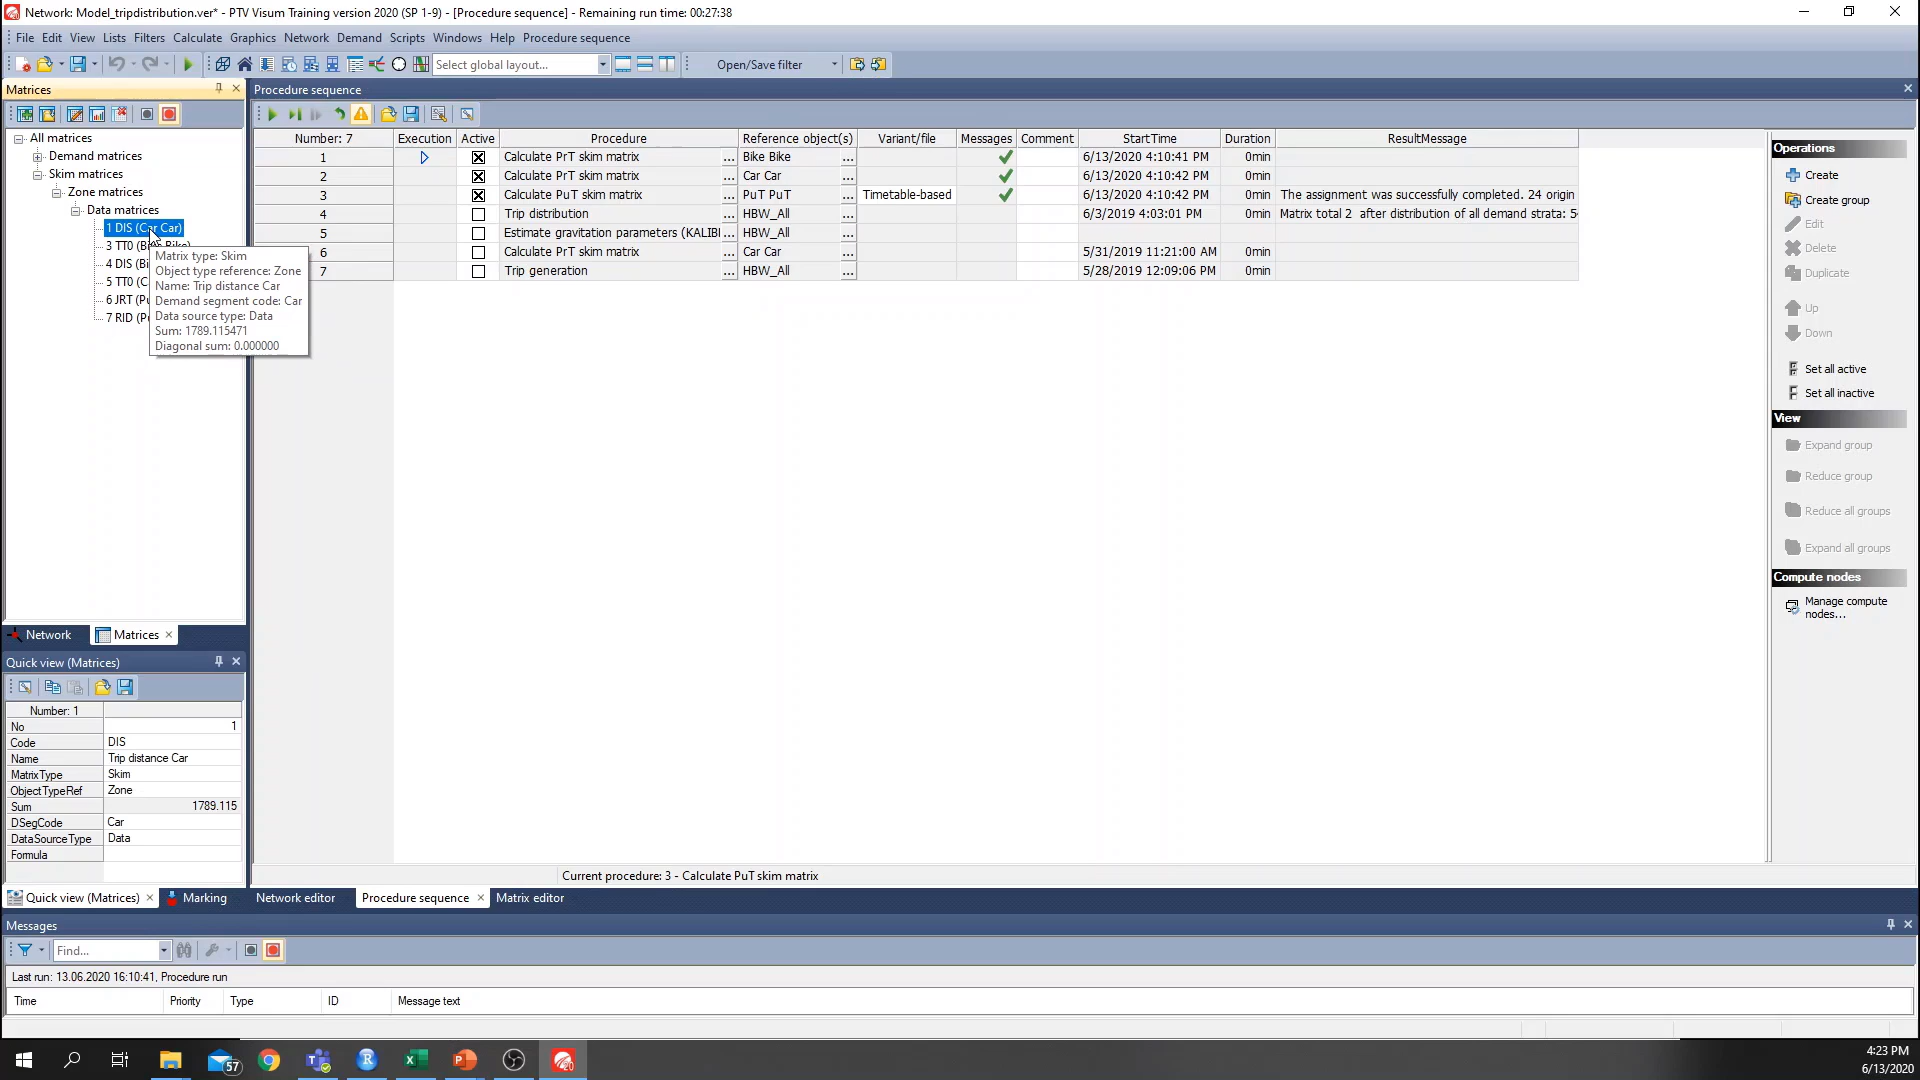 Network: Model_tripdistribution.ver* - PTV Visum Training version 2020 (SP 1-9) - [Procedure sequence] - Remaining run time: 00:27:38
File Edit View Lists Filters Calculate Graphics Network Demand Scripts Windows Help Procedure sequence
Select global layout... Open/Save filter
Matrices
All matrices
Demand matrices
Skim matrices
Zone matrices
Data matrices
1 DIS (Car Car)
3 TT0 (Bike Bike)
4 DIS (Bi
5 TT0 (C
6 JRT (Pu
7 RID (P
Matrix type: Skim
Object type reference: Zone
Name: Trip distance Car
Demand segment code: Car
Data source type: Data
Sum: 1789.115471
Diagonal sum: 0.000000
Network Matrices
Quick view (Matrices)
Number: 1
No 1
Code DIS
Name Trip distance Car
MatrixType Skim
ObjectTypeRef Zone
Sum 1789.115
DSegCode Car
DataSourceType Data
Formula
Procedure sequence
Number: 7 Execution Active Procedure Reference object(s) Variant/file Messages Comment StartTime Duration ResultMessage
1 Calculate PrT skim matrix ... Bike Bike ... 6/13/2020 4:10:41 PM 0min
2 Calculate PrT skim matrix ... Car Car ... 6/13/2020 4:10:42 PM 0min
3 Calculate PuT skim matrix ... PuT PuT ... Timetable-based 6/13/2020 4:10:42 PM 0min The assignment was successfully completed. 24 origin
4 Trip distribution ... HBW_All ... 6/3/2019 4:03:01 PM 0min Matrix total 2 after distribution of all demand strata: 5
5 Estimate gravitation parameters (KALIBI ... HBW_All ...
6 Calculate PrT skim matrix ... Car Car ... 5/31/2019 11:21:00 AM 0min
7 Trip generation ... HBW_All ... 5/28/2019 12:09:06 PM 0min
Operations
Create
Create group
Edit
Delete
Duplicate
Up
Down
Set all active
Set all inactive
View
Expand group
Reduce group
Reduce all groups
Expand all groups
Compute nodes
Manage compute
nodes...
Current procedure: 3 - Calculate PuT skim matrix
Quick view (Matrices) Marking Network editor Procedure sequence Matrix editor
Messages
Find...
Last run: 13.06.2020 16:10:41, Procedure run
Time Priority Type ID Message text
57
20
4:23 PM
6/13/2020